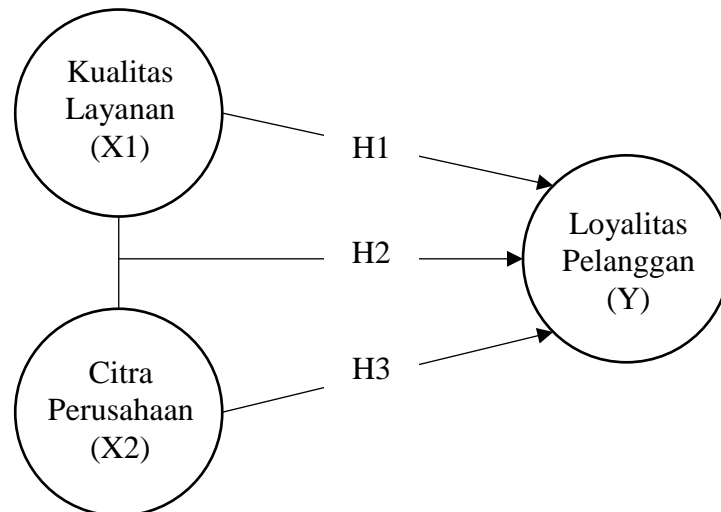 Kualitas
Layanan
(X1)
H1
Loyalitas
Pelanggan
(Y)
H2
Citra
Perusahaan
(X2)
H3